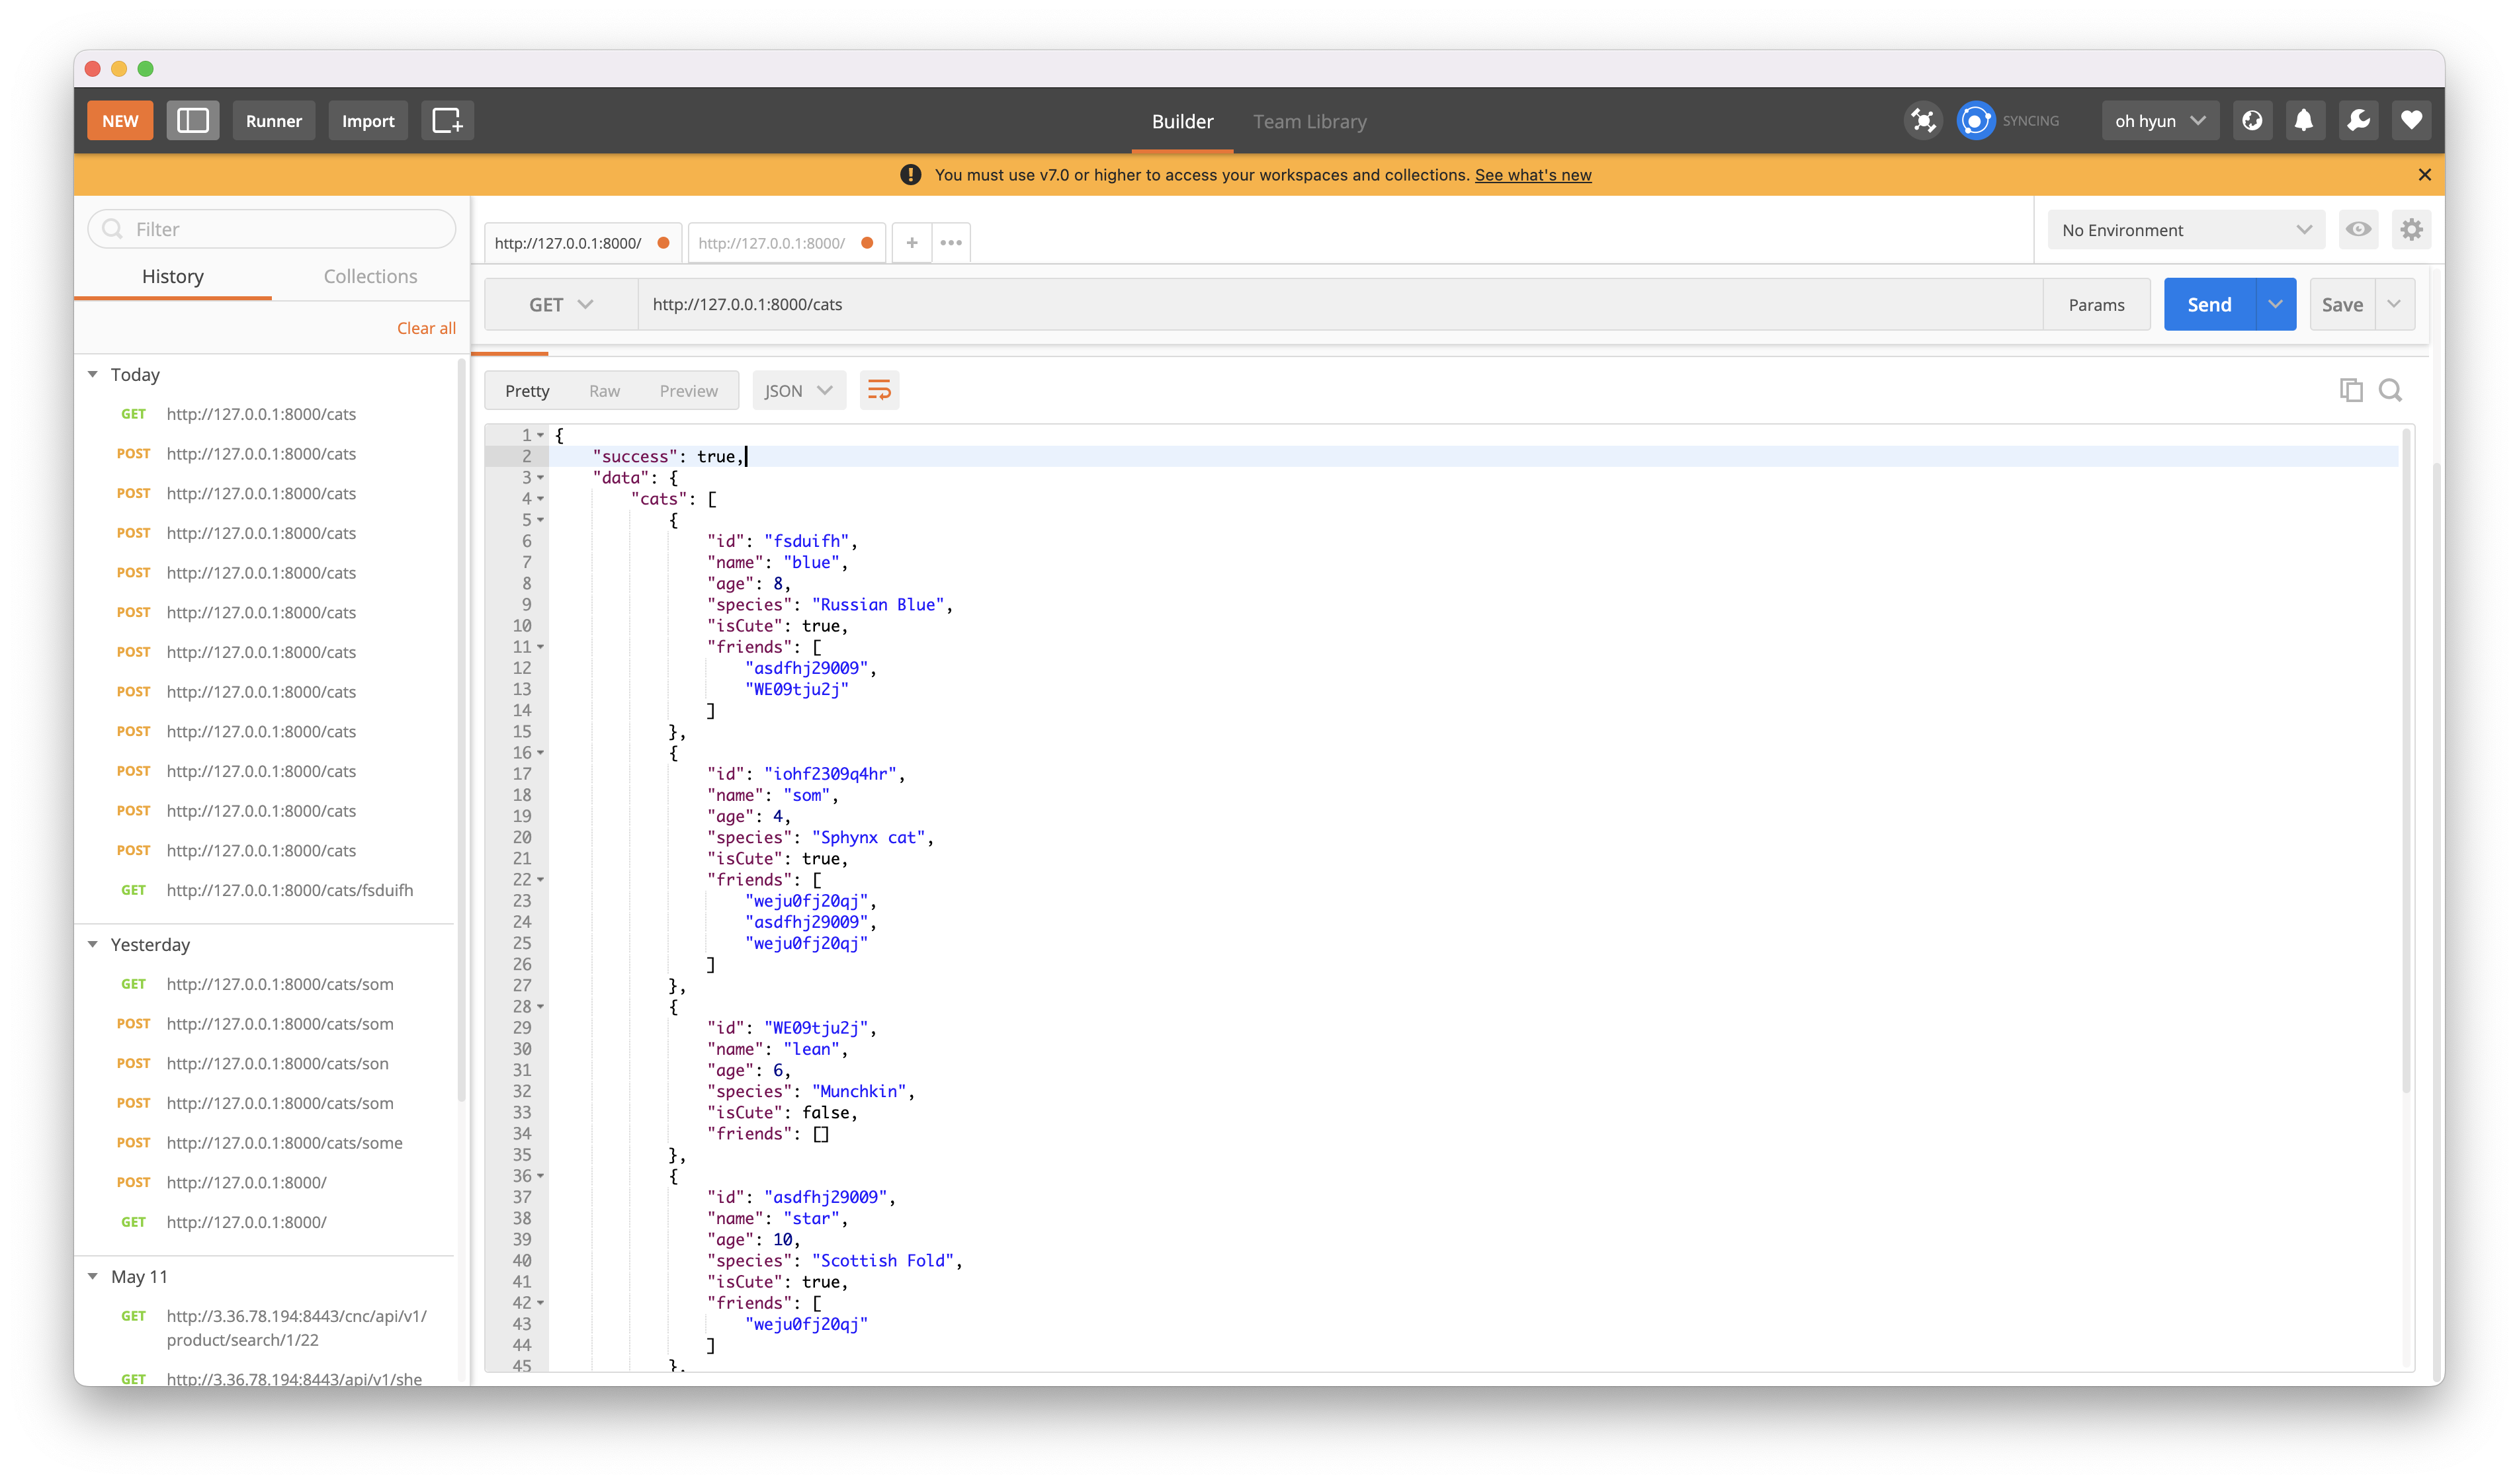 NEW Runner Import Builder Team Library SYNCING oh hyun
You must use v7.0 or higher to access your workspaces and collections. See what's new
Filter
History Collections
Clear all
Today
GET http://127.0.0.1:8000/cats
POST http://127.0.0.1:8000/cats
POST http://127.0.0.1:8000/cats
POST http://127.0.0.1:8000/cats
POST http://127.0.0.1:8000/cats
POST http://127.0.0.1:8000/cats
POST http://127.0.0.1:8000/cats
POST http://127.0.0.1:8000/cats
POST http://127.0.0.1:8000/cats
POST http://127.0.0.1:8000/cats
POST http://127.0.0.1:8000/cats
POST http://127.0.0.1:8000/cats
GET http://127.0.0.1:8000/cats/fsduifh
Yesterday
GET http://127.0.0.1:8000/cats/som
POST http://127.0.0.1:8000/cats/som
POST http://127.0.0.1:8000/cats/son
POST http://127.0.0.1:8000/cats/som
POST http://127.0.0.1:8000/cats/some
POST http://127.0.0.1:8000/
GET http://127.0.0.1:8000/
May 11
GET http://3.36.78.194:8443/cnc/api/v1/
product/search/1/22
GET http://3.36.78.194:8443/api/v1/she
http://127.0.0.1:8000/ http://127.0.0.1:8000/ + ••• No Environment
GET http://127.0.0.1:8000/cats Params Send Save
Pretty Raw Preview JSON
1 {
2 "success": true,
3 "data": {
4 "cats": [
5 {
6 "id": "fsduifh",
7 "name": "blue",
8 "age": 8,
9 "species": "Russian Blue",
10 "isCute": true,
11 "friends": [
12 "asdfhj29009",
13 "WE09tju2j"
14 ]
15 },
16 {
17 "id": "iohf2309q4hr",
18 "name": "som",
19 "age": 4,
20 "species": "Sphynx cat",
21 "isCute": true,
22 "friends": [
23 "weju0fj20qj",
24 "asdfhj29009",
25 "weju0fj20qj"
26 ]
27 },
28 {
29 "id": "WE09tju2j",
30 "name": "lean",
31 "age": 6,
32 "species": "Munchkin",
33 "isCute": false,
34 "friends": []
35 },
36 {
37 "id": "asdfhj29009",
38 "name": "star",
39 "age": 10,
40 "species": "Scottish Fold",
41 "isCute": true,
42 "friends": [
43 "weju0fj20qj"
44 ]
45 },